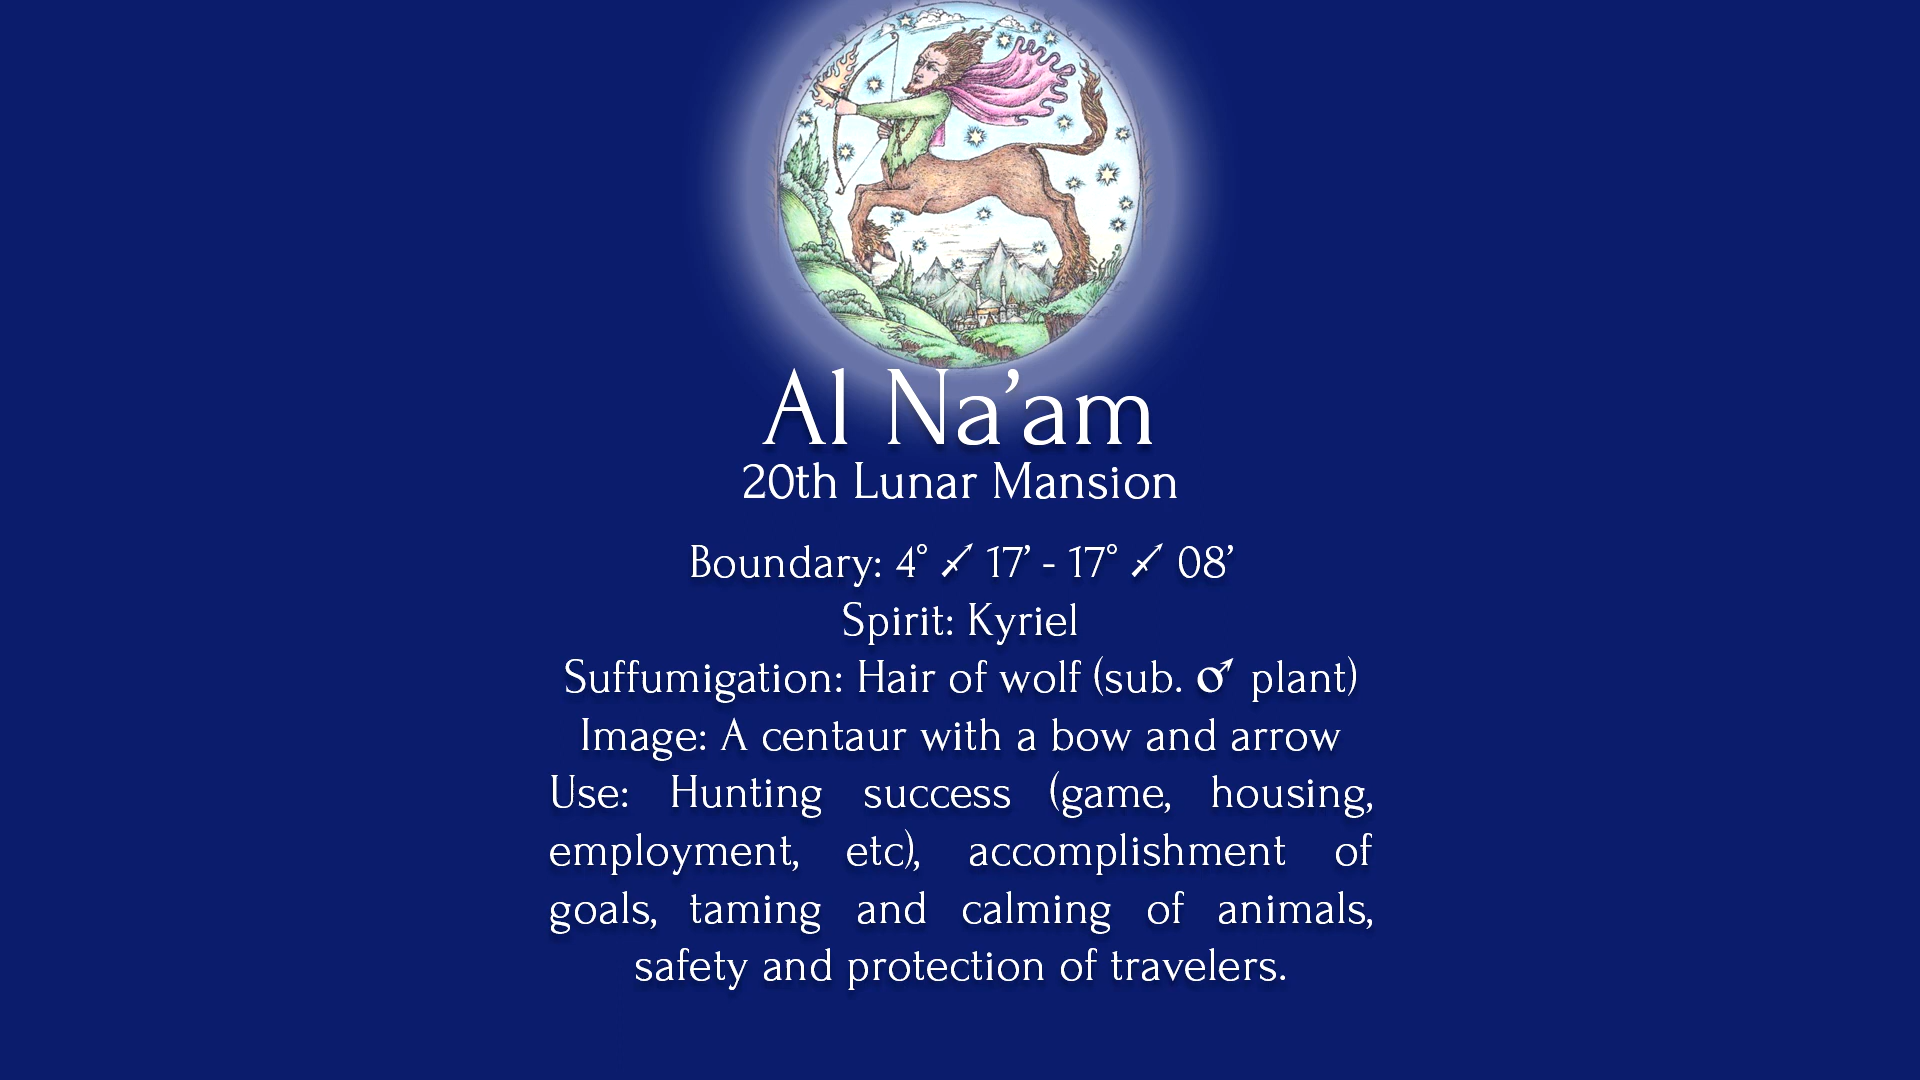 Al Na’am
20th Lunar Mansion
Boundary: 4° ♐ 17’ - 17° ♐ 08’
Spirit: Kyriel
Suffumigation: Hair of wolf (sub. ♂ plant)
Image: A centaur with a bow and arrow
Use: Hunting success (game, housing,
employment, etc), accomplishment of
goals, taming and calming of animals,
safety and protection of travelers.